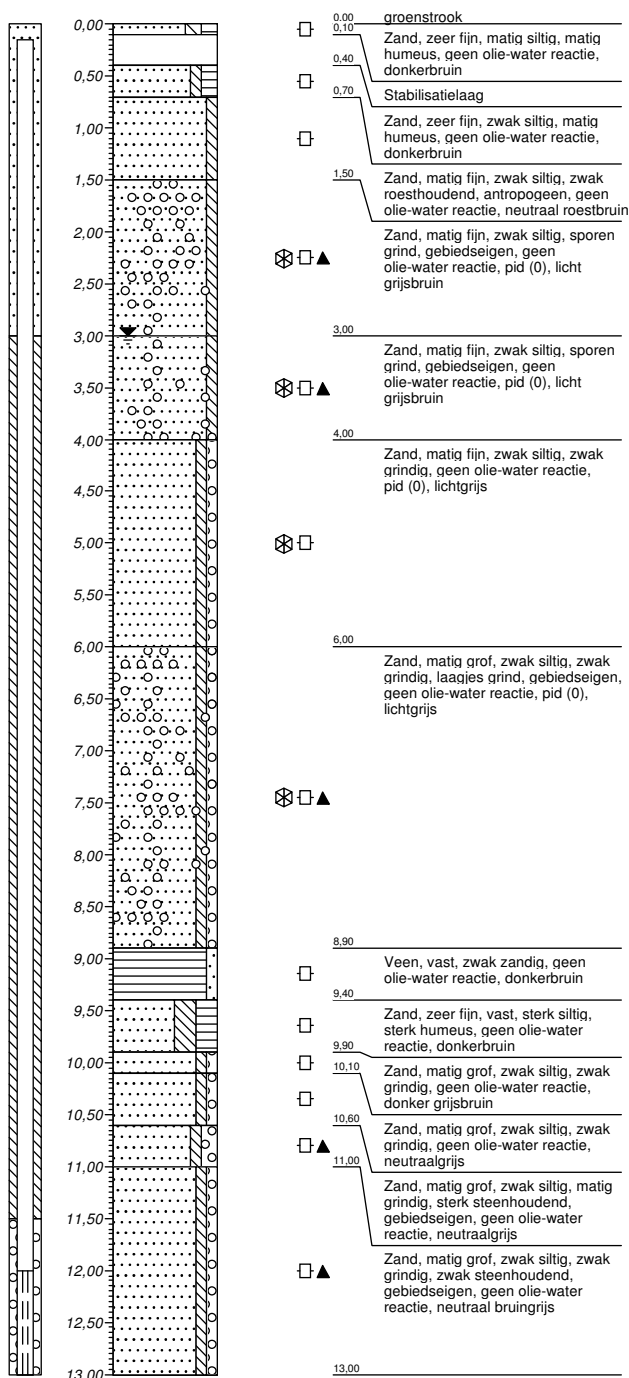 0,00
0,50
1,00
1,50
2,00
2,50
3,00
3,50
4,00
4,50
5,00
5,50
6,00
6,50
7,00
7,50
8,00
8,50
9,00
9,50
10,00
10,50
11,00
11,50
12,00
12,50
13,00
0,00
groenstrook
0,10
Zand, zeer fijn, matig siltig, matig
humeus, geen olie-water reactie,
donkerbruin
0,40
Stabilisatielaag
0,70
Zand, zeer fijn, zwak siltig, matig
humeus, geen olie-water reactie,
donkerbruin
1,50
Zand, matig fijn, zwak siltig, zwak
roesthoudend, antropogeen, geen
olie-water reactie, neutraal roestbruin
Zand, matig fijn, zwak siltig, sporen
grind, gebiedseigen, geen
olie-water reactie, pid (0), licht
grijsbruin
3,00
Zand, matig fijn, zwak siltig, sporen
grind, gebiedseigen, geen
olie-water reactie, pid (0), licht
grijsbruin
4,00
Zand, matig fijn, zwak siltig, zwak
grindig, geen olie-water reactie,
pid (0), lichtgrijs
6,00
Zand, matig grof, zwak siltig, zwak
grindig, laagjes grind, gebiedseigen,
geen olie-water reactie, pid (0),
lichtgrijs
8,90
Veen, vast, zwak zandig, geen
olie-water reactie, donkerbruin
9,40
Zand, zeer fijn, vast, sterk siltig,
sterk humeus, geen olie-water
reactie, donkerbruin
9,90
10,10
Zand, matig grof, zwak siltig, zwak
grindig, geen olie-water reactie,
donker grijsbruin
10,60
Zand, matig grof, zwak siltig, zwak
grindig, geen olie-water reactie,
neutraalgrijs
11,00
Zand, matig grof, zwak siltig, matig
grindig, sterk steenhoudend,
gebiedseigen, geen olie-water
reactie, neutraalgrijs
Zand, matig grof, zwak siltig, zwak
grindig, zwak steenhoudend,
gebiedseigen, geen olie-water
reactie, neutraal bruingrijs
13,00